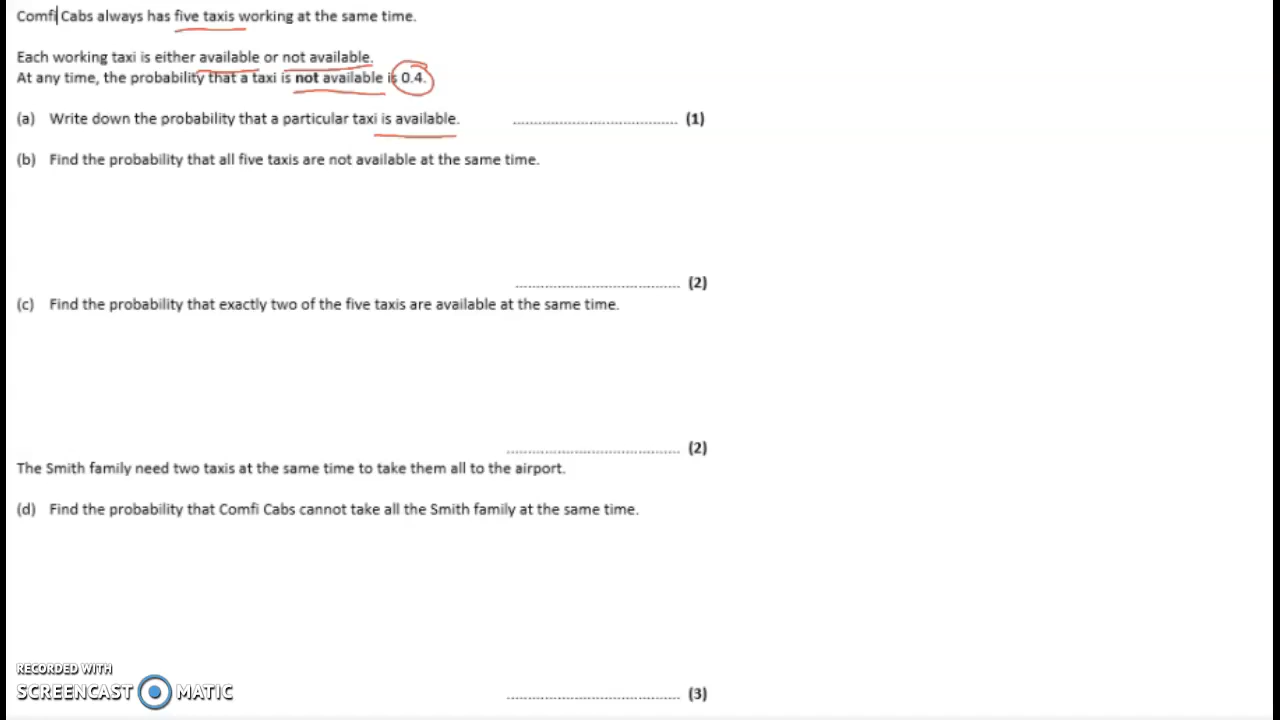 Comfi Cabs always has five taxis working at the same time.
Each working taxi is either available or not available.
At any time, the probability that a taxi is not available is 0.4.
(a) Write down the probability that a particular taxi is available. ........................................ (1)
(b) Find the probability that all five taxis are not available at the same time.
........................................ (2)
(c) Find the probability that exactly two of the five taxis are available at the same time.
........................................ (2)
The Smith family need two taxis at the same time to take them all to the airport.
(d) Find the probability that Comfi Cabs cannot take all the Smith family at the same time.
RECORDED WITH
SCREENCAST MATIC
........................................ (3)